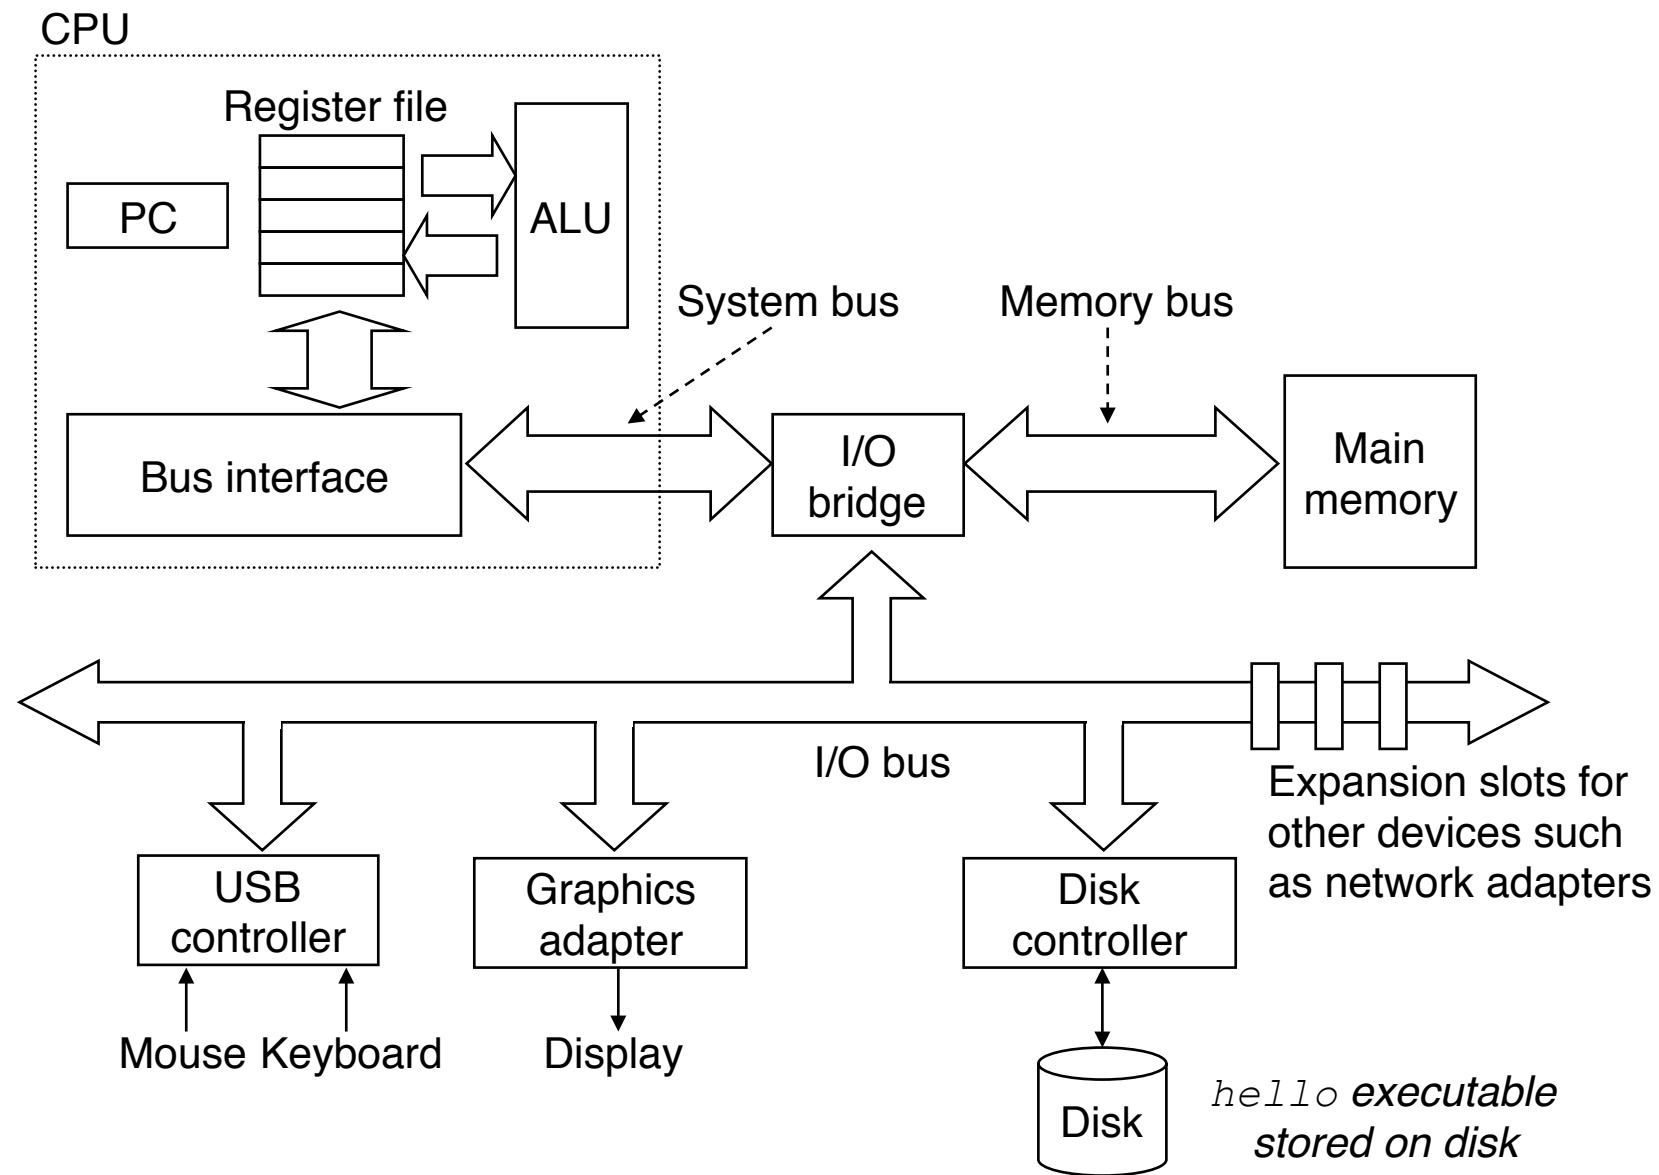 CPU
Register file
PC
ALU
System bus
Memory bus
Bus interface
I/O
bridge
Main
memory
I/O bus
Expansion slots for
other devices such
as network adapters
USB
controller
Graphics
adapter
Disk
controller
Mouse Keyboard
Display
Disk
hello executable
stored on disk